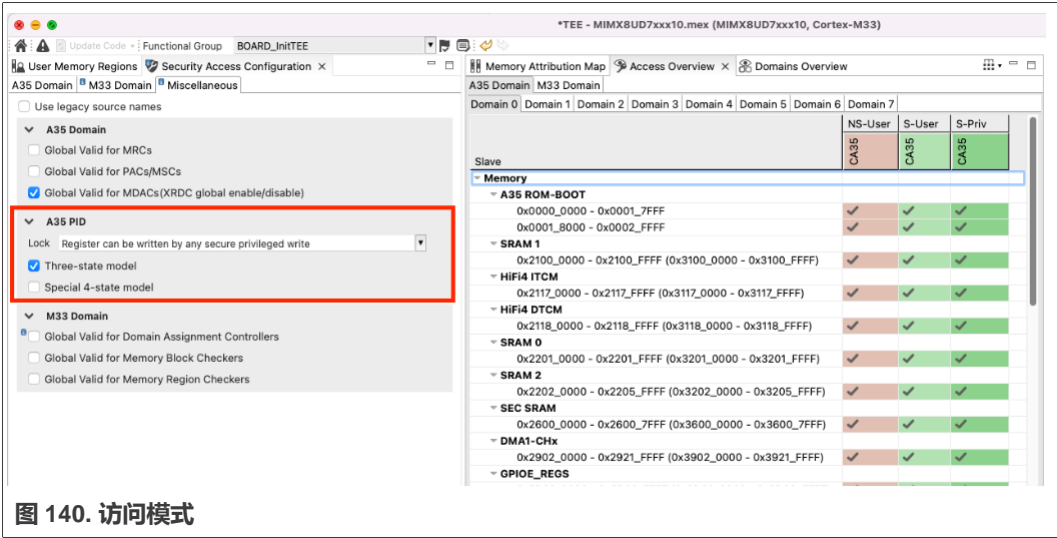 *TEE - MIMX8UD7xxx10.mex (MIMX8UD7xxx10, Cortex-M33)
Update Code Functional Group BOARD_InitTEE
User Memory Regions Security Access Configuration
A35 Domain M33 Domain Miscellaneous
Use legacy source names
A35 Domain
Global Valid for MRCs
Global Valid for PACs/MSCs
Global Valid for MDACs(XRDC global enable/disable)
A35 PID
Lock Register can be written by any secure privileged write
Three-state model
Special 4-state model
M33 Domain
Global Valid for Domain Assignment Controllers
Global Valid for Memory Block Checkers
Global Valid for Memory Region Checkers
Memory Attribution Map Access Overview Domains Overview
A35 Domain M33 Domain
Domain 0 Domain 1 Domain 2 Domain 3 Domain 4 Domain 5 Domain 6 Domain 7
NS-User S-User S-Priv
Slave CA35 CA35 CA35
Memory
A35 ROM-BOOT
0x0000_0000 - 0x0001_7FFF
0x0001_8000 - 0x0002_FFFF
SRAM 1
0x2100_0000 - 0x2100_FFFF (0x3100_0000 - 0x3100_FFFF)
HiFi4 ITCM
0x2117_0000 - 0x2117_FFFF (0x3117_0000 - 0x3117_FFFF)
HiFi4 DTCM
0x2118_0000 - 0x2118_FFFF (0x3118_0000 - 0x3118_FFFF)
SRAM 0
0x2201_0000 - 0x2201_FFFF (0x3201_0000 - 0x3201_FFFF)
SRAM 2
0x2202_0000 - 0x2205_FFFF (0x3202_0000 - 0x3205_FFFF)
SEC SRAM
0x2600_0000 - 0x2600_7FFF (0x3600_0000 - 0x3600_7FFF)
DMA1-CHx
0x2902_0000 - 0x2921_FFFF (0x3902_0000 - 0x3921_FFFF)
GPIOE_REGS
图 140. 访问模式